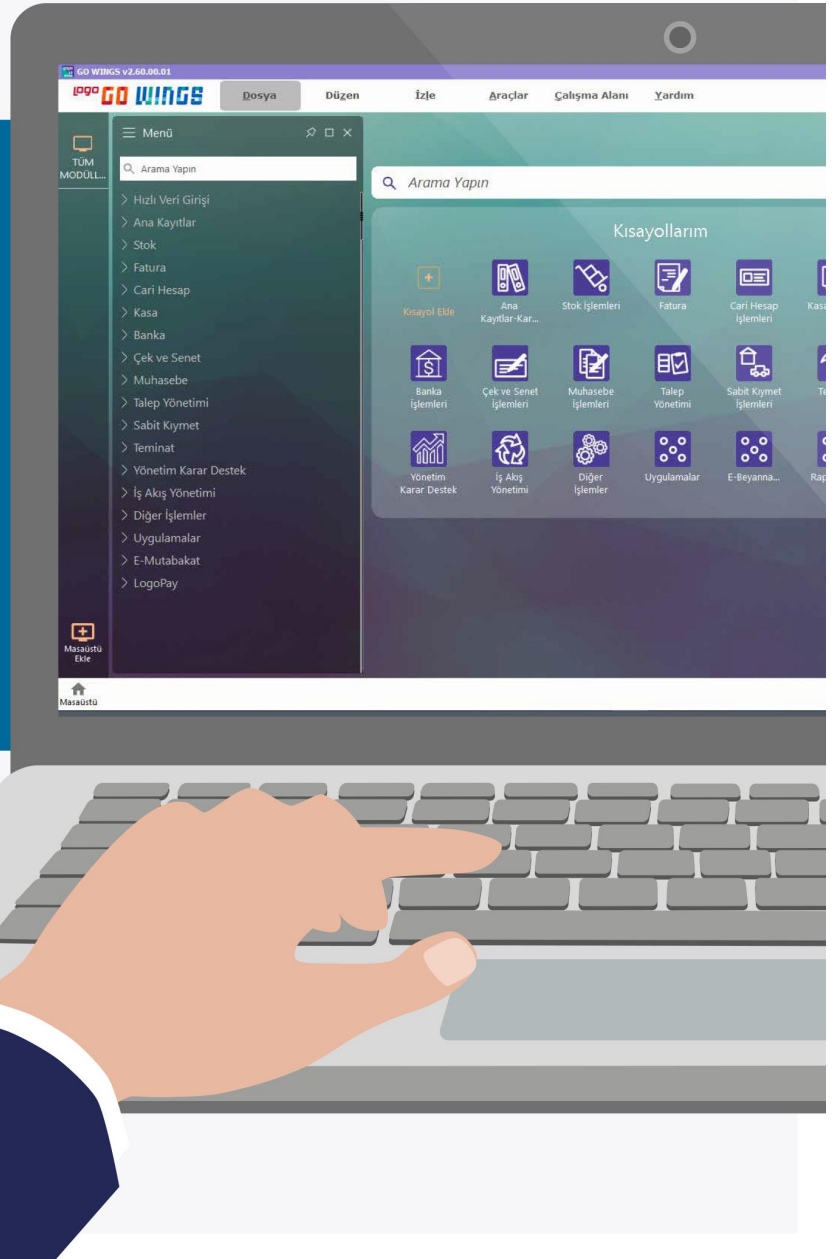 GO WINGS v2.60.00.01
logo GO WINGS
Dosya Düzen İzle Araçlar Çalışma Alanı Yardım
TÜM
MODÜLL...
Menü
Arama Yapın
Hızlı Veri Girişi
Ana Kayıtlar
Stok
Fatura
Cari Hesap
Kasa
Banka
Çek ve Senet
Muhasebe
Talep Yönetimi
Sabit Kıymet
Teminat
Yönetim Karar Destek
İş Akış Yönetimi
Diğer İşlemler
Uygulamalar
E-Mutabakat
LogoPay
Masaüstü
Ekle
Masaüstü
Arama Yapın
Kısayollarım
Kısayol Ekle
Ana
Kayıtlar-Kar...
Stok İşlemleri
Fatura
Cari Hesap
İşlemleri
Kasa
Banka
İşlemleri
Çek ve Senet
İşlemleri
Muhasebe
İşlemleri
Talep
Yönetimi
Sabit Kıymet
İşlemleri
Te
Yönetim
Karar Destek
İş Akış
Yönetimi
Diğer
İşlemler
Uygulamalar
E-Beyanna...
Rap